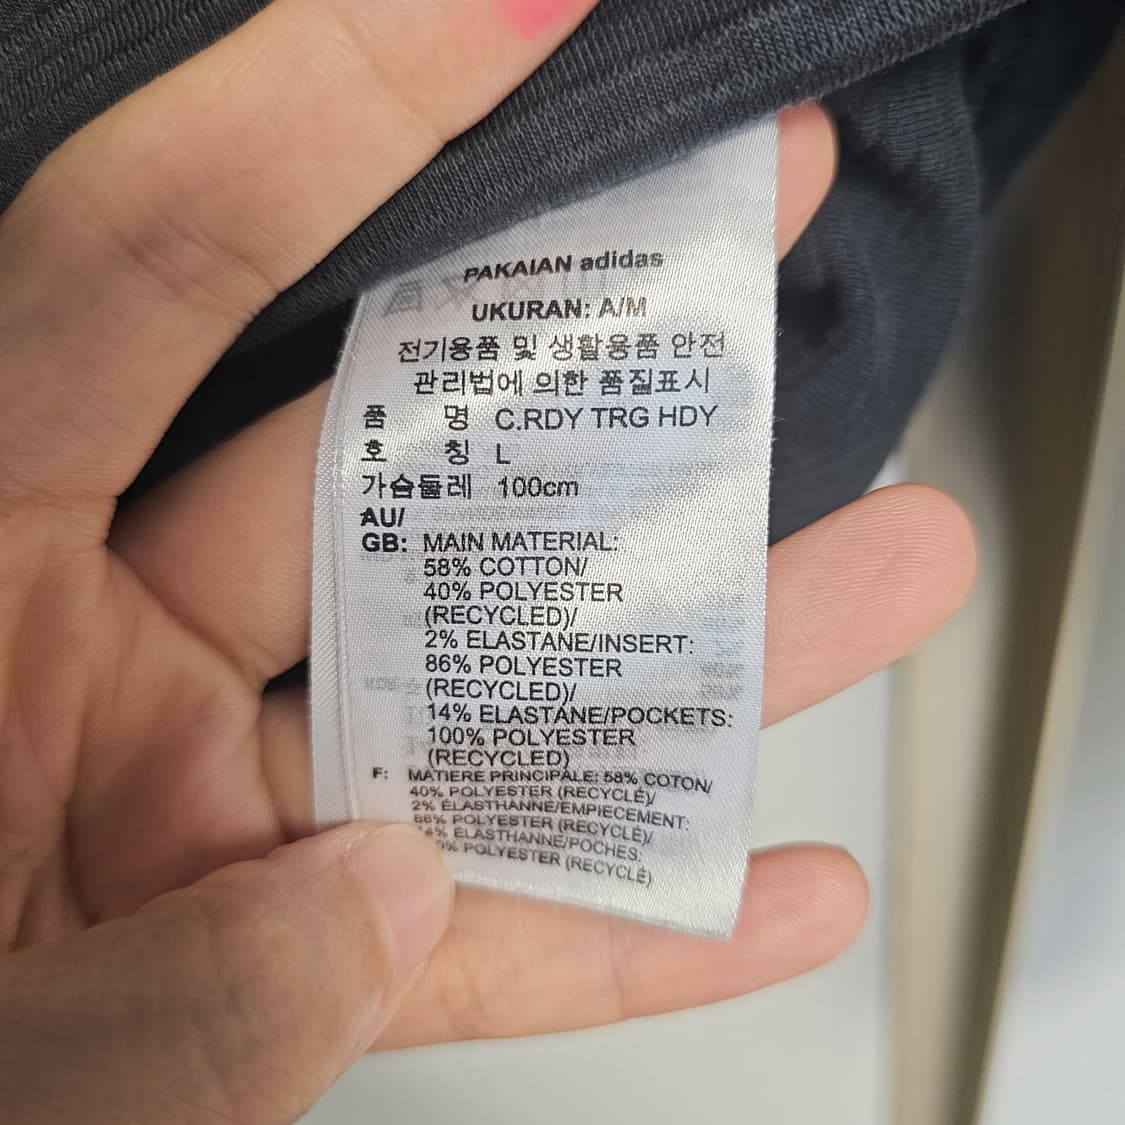 PAKAIAN adidas
UKURAN: A/M
전기용품 및 생활용품 안전
관리법에 의한 품질표시
품 명 C.RDY TRG HDY
호 칭 L
가슴둘레 100cm
AU/
GB: MAIN MATERIAL:
58% COTTON/
40% POLYESTER
(RECYCLED)/
2% ELASTANE/INSERT:
86% POLYESTER
(RECYCLED)/
14% ELASTANE/POCKETS:
100% POLYESTER
(RECYCLED)
F: MATIÈRE PRINCIPALE: 58% COTON/
40% POLYESTER (RECYCLÉ)/
2% ÉLASTHANNE/EMPIECEMENT:
86% POLYESTER (RECYCLÉ)/
4% ÉLASTHANNE/POCHES:
0% POLYESTER (RECYCLÉ)